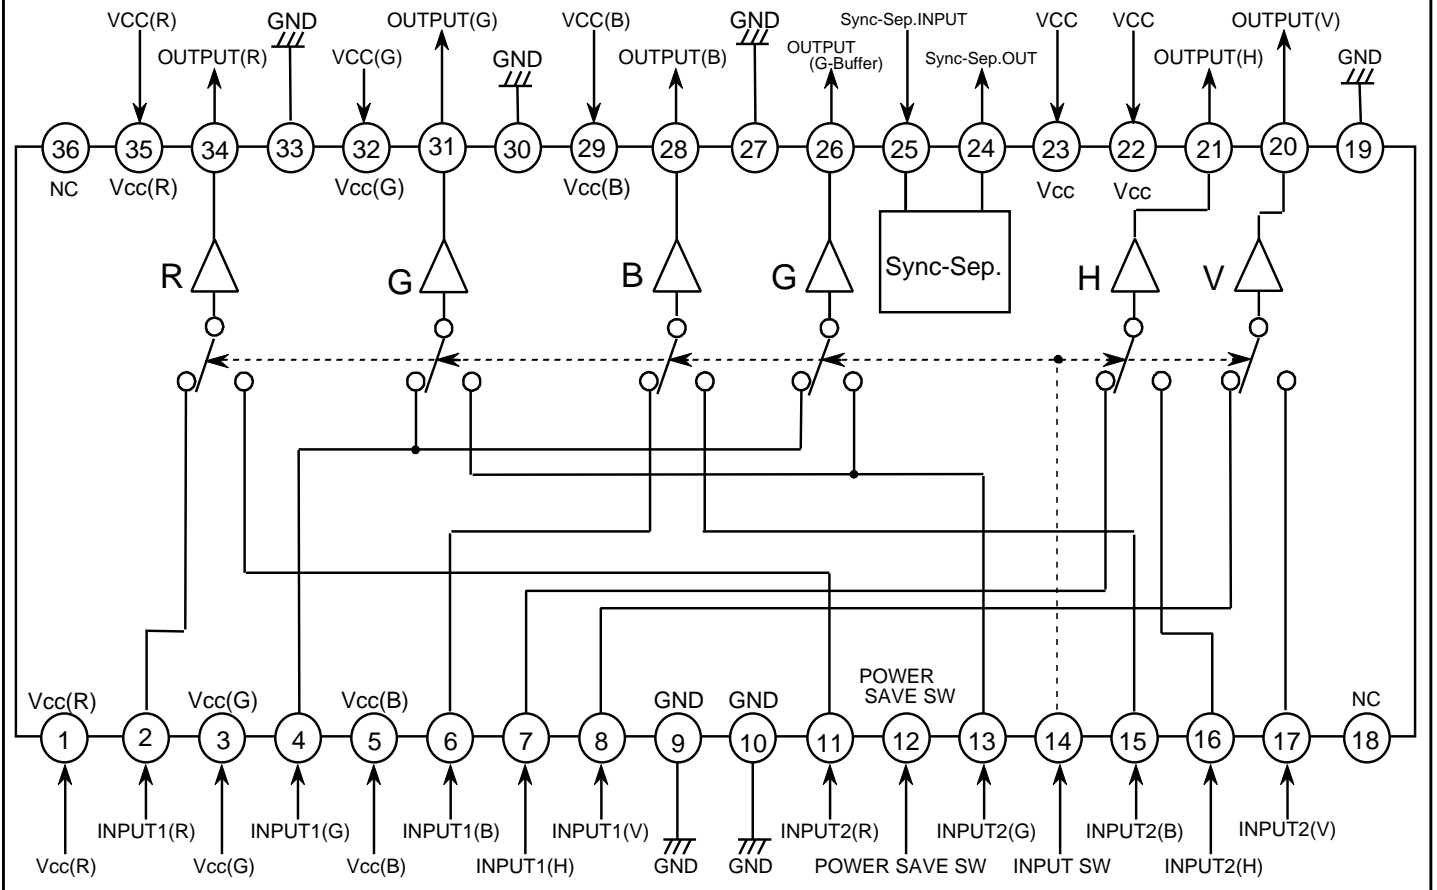 VCC(R)
GND
OUTPUT(G)
VCC(B)
GND
Sync-Sep.INPUT
VCC
VCC
OUTPUT(V)
OUTPUT(R)
VCC(G)
GND
OUTPUT(B)
OUTPUT
(G-Buffer)
Sync-Sep.OUT
OUTPUT(H)
GND
36 35 34 33 32 31 30 29 28 27 26 25 24 23 22 21 20 19
NC
Vcc(R)
Vcc(G)
Vcc(B)
Vcc
Vcc
R
G
B
G
Sync-Sep.
H
V
POWER
SAVE SW
Vcc(R)
Vcc(G)
Vcc(B)
GND
GND
NC
1 2 3 4 5 6 7 8 9 10 11 12 13 14 15 16 17 18
INPUT1(R)
INPUT1(G)
INPUT1(B)
INPUT1(V)
INPUT2(R)
INPUT2(G)
INPUT2(B)
INPUT2(V)
Vcc(R)
Vcc(G)
Vcc(B)
INPUT1(H)
GND
GND
POWER SAVE SW
INPUT SW
INPUT2(H)